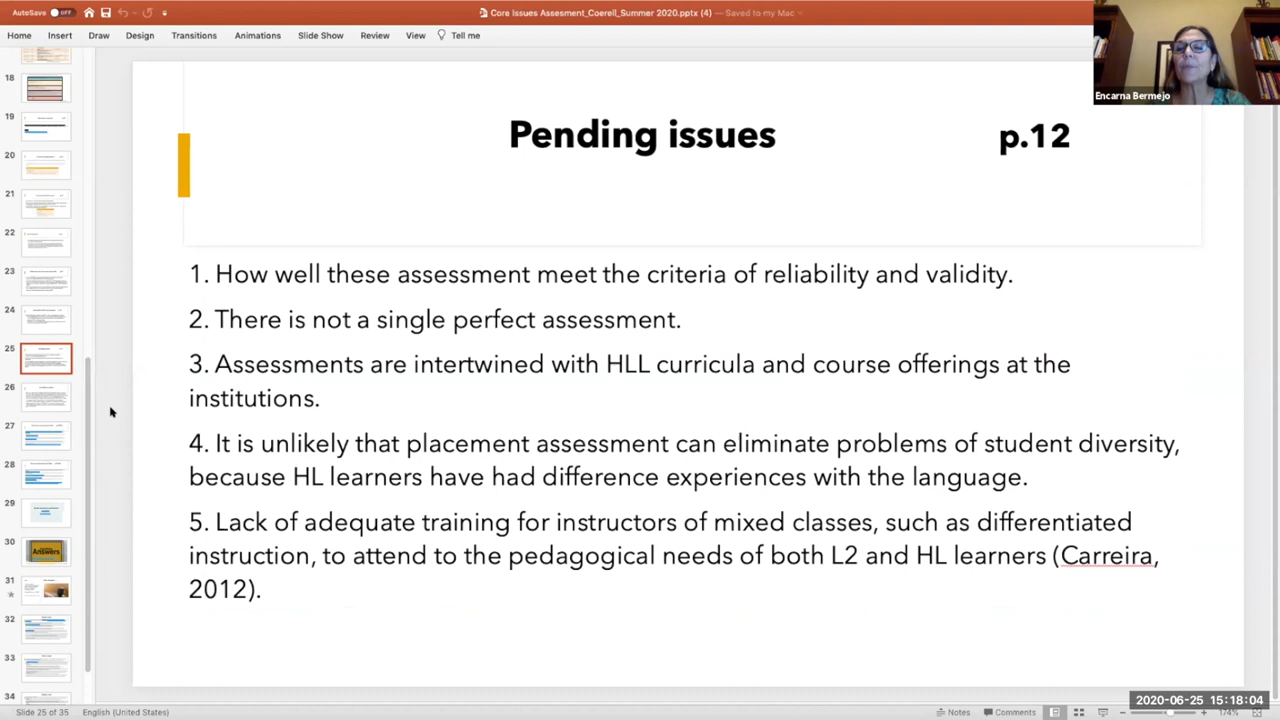 AutoSave OFF
Core Issues Assesment_Coerell_Summer 2020.pptx (4) — Saved to my Mac
Home Insert Draw Design Transitions Animations Slide Show Review View Tell me
Encarna Bermejo
Pending issues p.12
1. How well these assessment meet the criteria of reliability and validity.
2. There is not a single perfect assessment.
3. Assessments are intertwined with HLL curricula and course offerings at the
institutions.
4. It is unlikely that placement assessment can eliminate problems of student diversity,
because HL learners have had difference experiences with the language.
5. Lack of adequate training for instructors of mixed classes, such as differentiated
instruction, to attend to the pedagogical needs of both L2 and HL learners (Carreira,
2012).
18
19
20
21
22
23
24
25
26
27
28
29
30
Answers
31
32
33
34
2020-06-25 15:18:04
Slide 25 of 35 English (United States) Notes Comments 174%